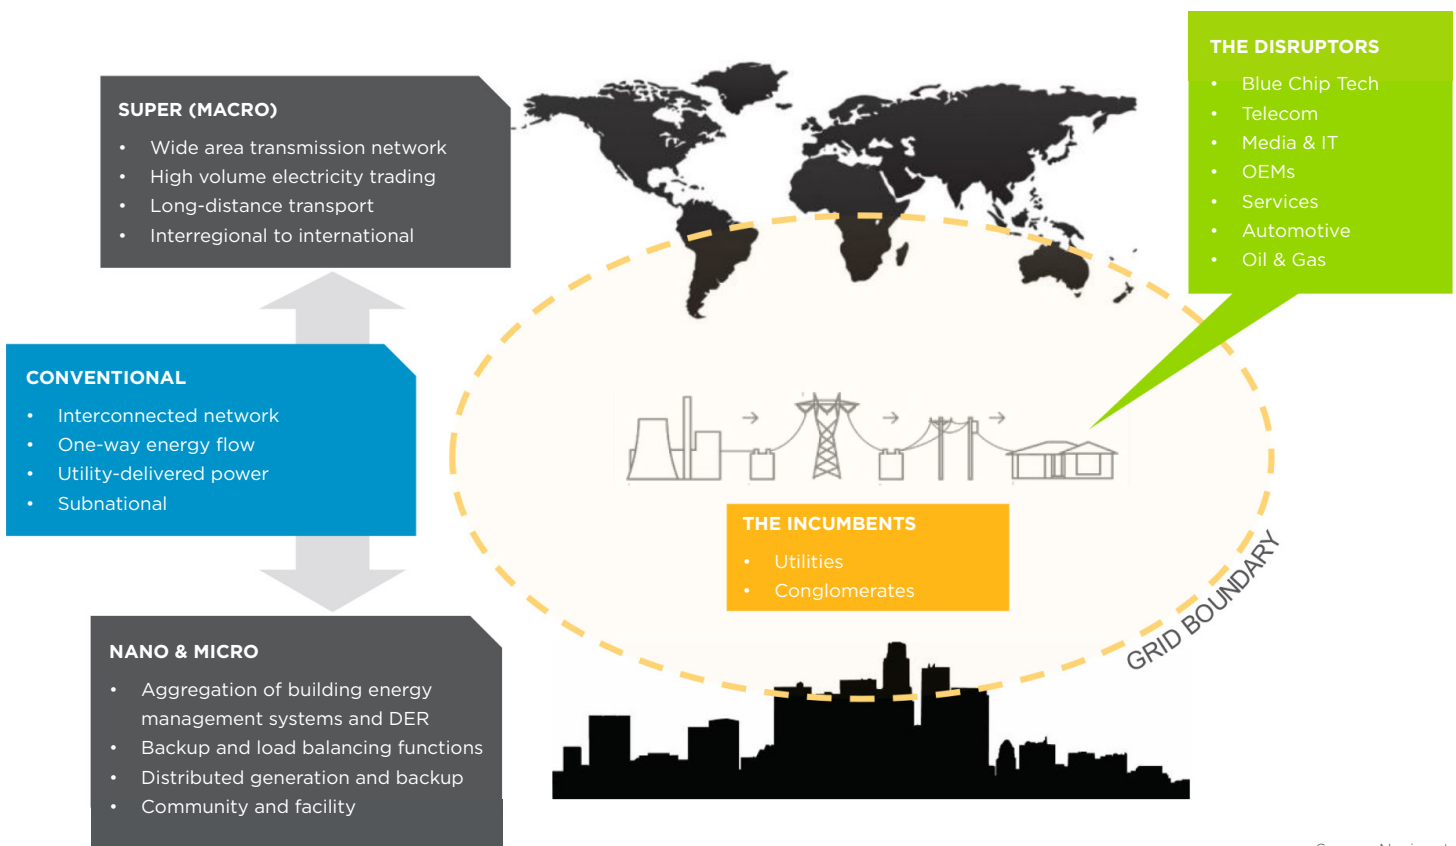 SUPER (MACRO)
• Wide area transmission network
• High volume electricity trading
• Long-distance transport
• Interregional to international
CONVENTIONAL
• Interconnected network
• One-way energy flow
• Utility-delivered power
• Subnational
NANO & MICRO
• Aggregation of building energy
management systems and DER
• Backup and load balancing functions
• Distributed generation and backup
• Community and facility
THE DISRUPTORS
• Blue Chip Tech
• Telecom
• Media & IT
• OEMs
• Services
• Automotive
• Oil & Gas
THE INCUMBENTS
• Utilities
• Conglomerates
GRID BOUNDARY